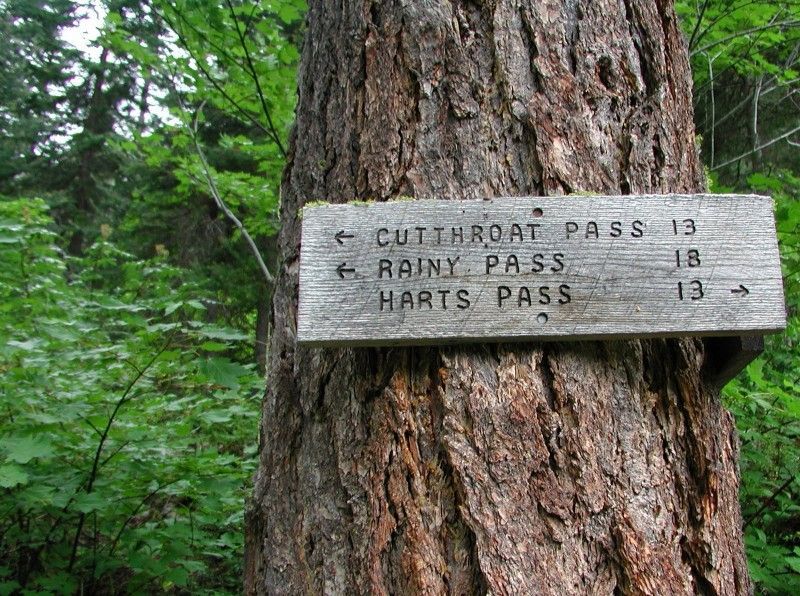 ← CUTTHROAT PASS 13
← RAINY PASS 18
HARTS PASS 13 →